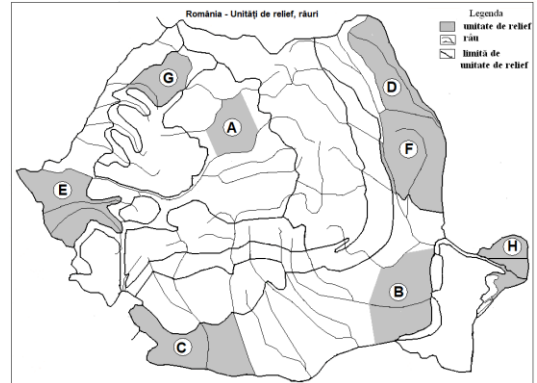 România - Unități de relief, râuri
Legenda
unitate de relief
râu
limită de
unitate de relief
G
D
A
F
E
H
B
C